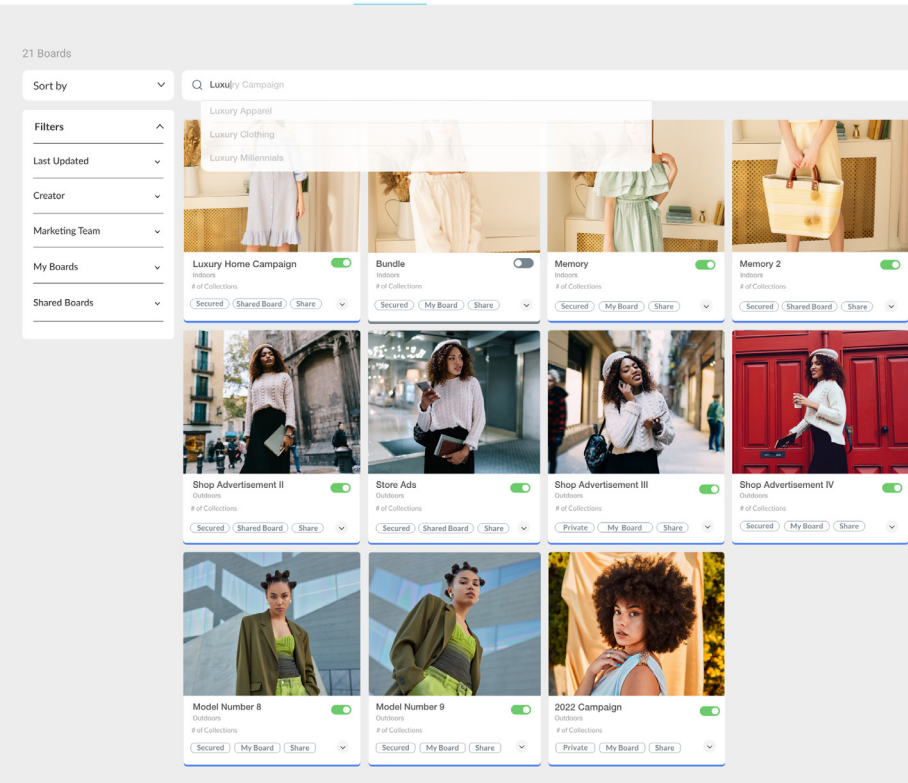 21 Boards
Sort by
Luxury Campaign
Luxury Apparel
Luxury Clothing
Luxury Millennials
Filters
Last Updated
Creator
Marketing Team
My Boards
Shared Boards
Luxury Home Campaign
Indoors
# of Collections
Secured Shared Board Share
Bundle
Indoors
# of Collections
Secured My Board Share
Memory
Indoors
# of Collections
Secured My Board Share
Memory 2
Indoors
# of Collections
Secured Shared Board Share
Shop Advertisement II
Outdoors
# of Collections
Secured Shared Board Share
Store Ads
Outdoors
# of Collections
Secured Shared Board Share
Shop Advertisement III
Outdoors
# of Collections
Private My Board Share
Shop Advertisement IV
Outdoors
# of Collections
Secured My Board Share
Model Number 8
Outdoors
# of Collections
Secured My Board Share
Model Number 9
Outdoors
# of Collections
Secured My Board Share
2022 Campaign
Outdoors
# of Collections
Private My Board Share